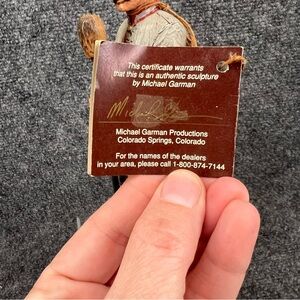 This certificate warrants
that this is an authentic sculpture
by Michael Garman
Michael Garman Productions
Colorado Springs, Colorado
For the names of the dealers
in your area, please call 1-800-874-7144